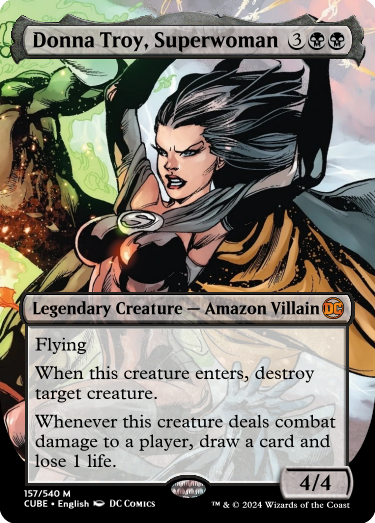 Donna Troy, Superwoman 3
Legendary Creature — Amazon Villain DC
Flying
When this creature enters, destroy
target creature.
Whenever this creature deals combat
damage to a player, draw a card and
lose 1 life.
4/4
157/540 M
CUBE • English DC COMICS
™ & © 2024 Wizards of the Coast